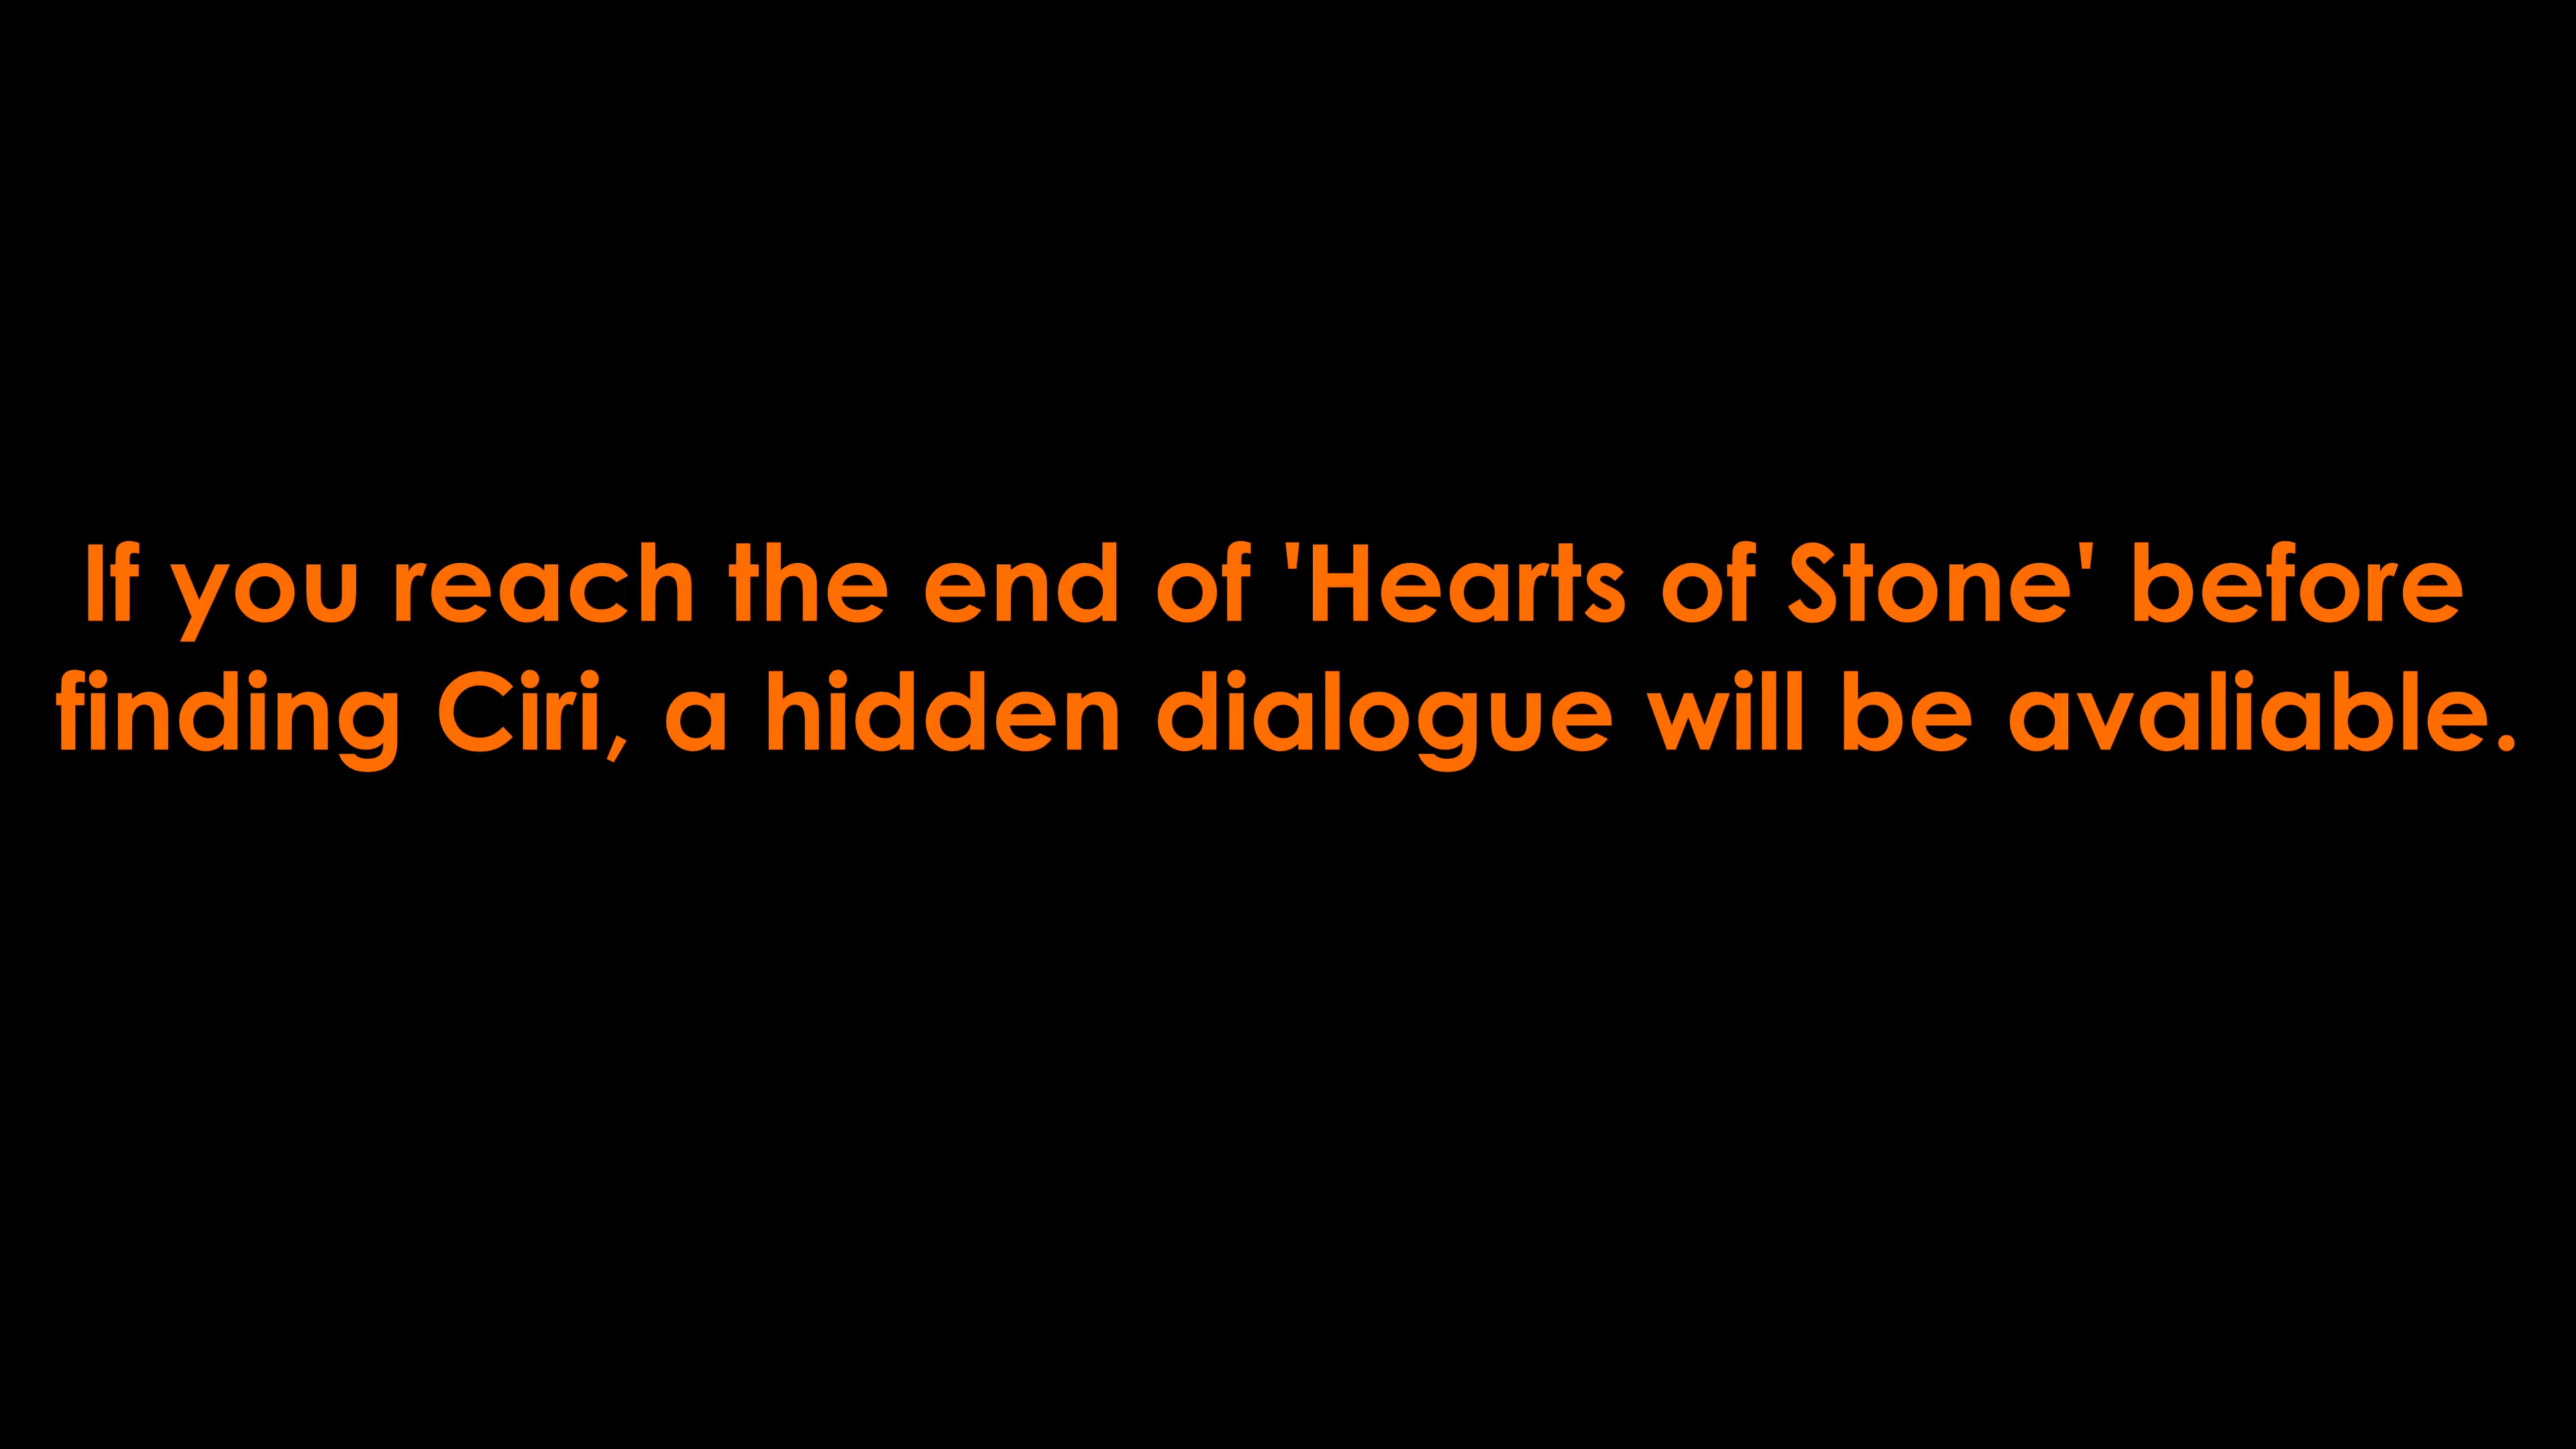 If you reach the end of 'Hearts of Stone' before
finding Ciri, a hidden dialogue will be avaliable.